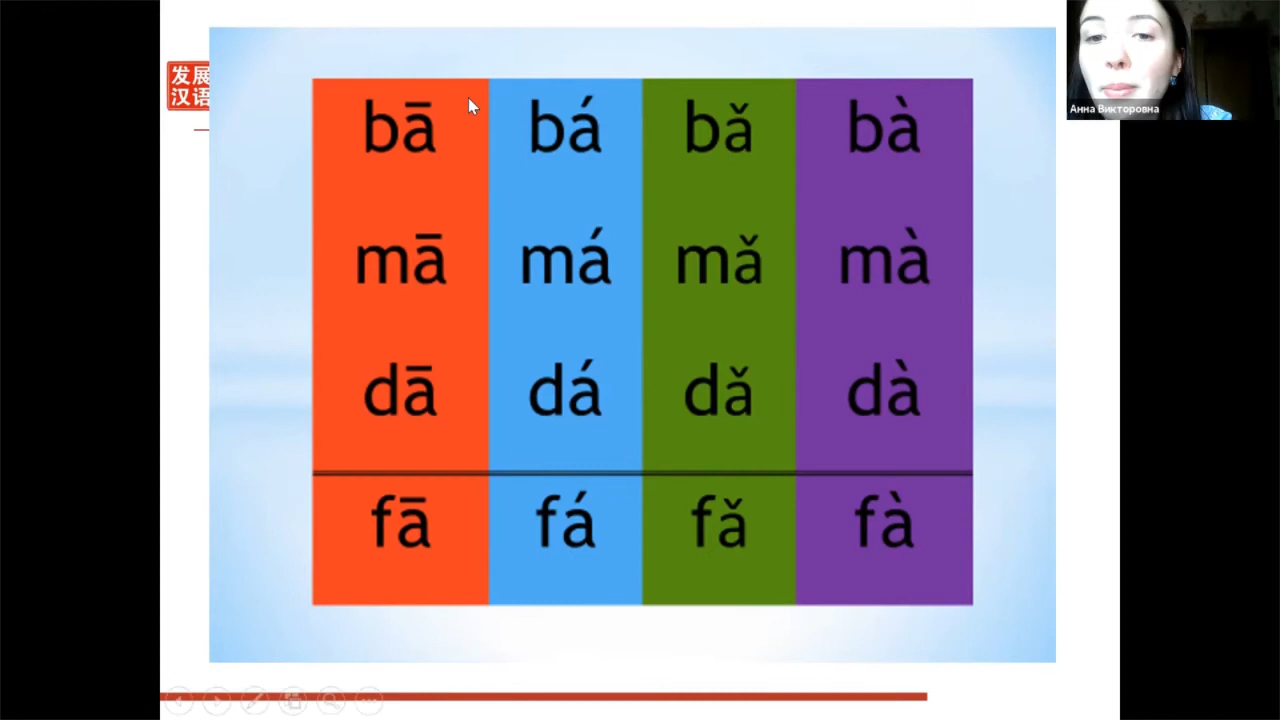 发展
汉语
bā bá bǎ bà
mā má mǎ mà
dā dá dǎ dà
fā fá fǎ fà
Анна Викторовна